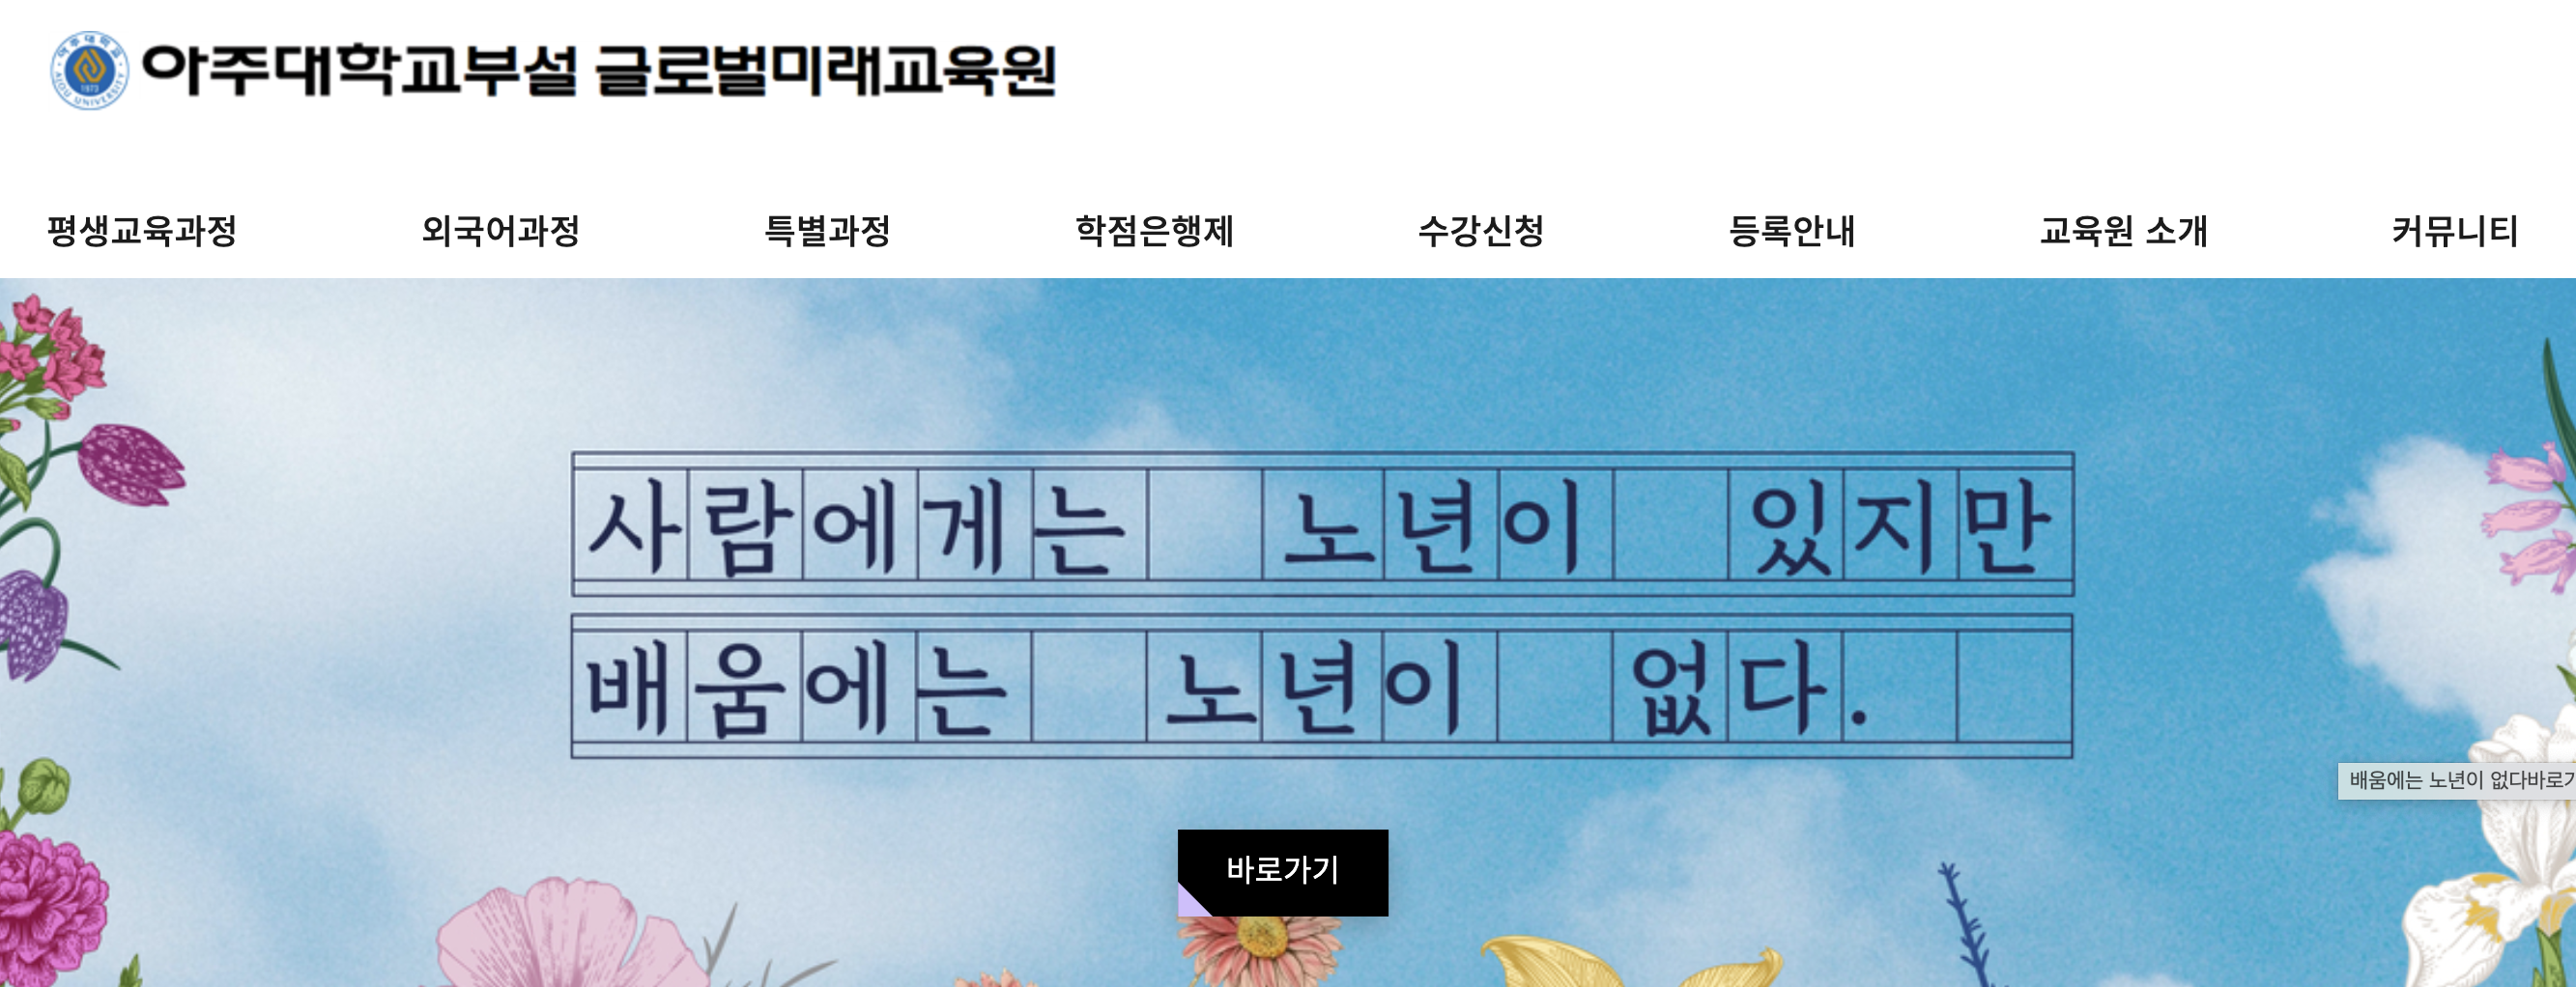 아주대학교부설 글로벌미래교육원
평생교육과정 외국어과정 특별과정 학점은행제 수강신청 등록안내 교육원 소개 커뮤니티
사람에게는 노년이 있지만
배움에는 노년이 없다.
배움에는 노년이 없다바로가
바로가기